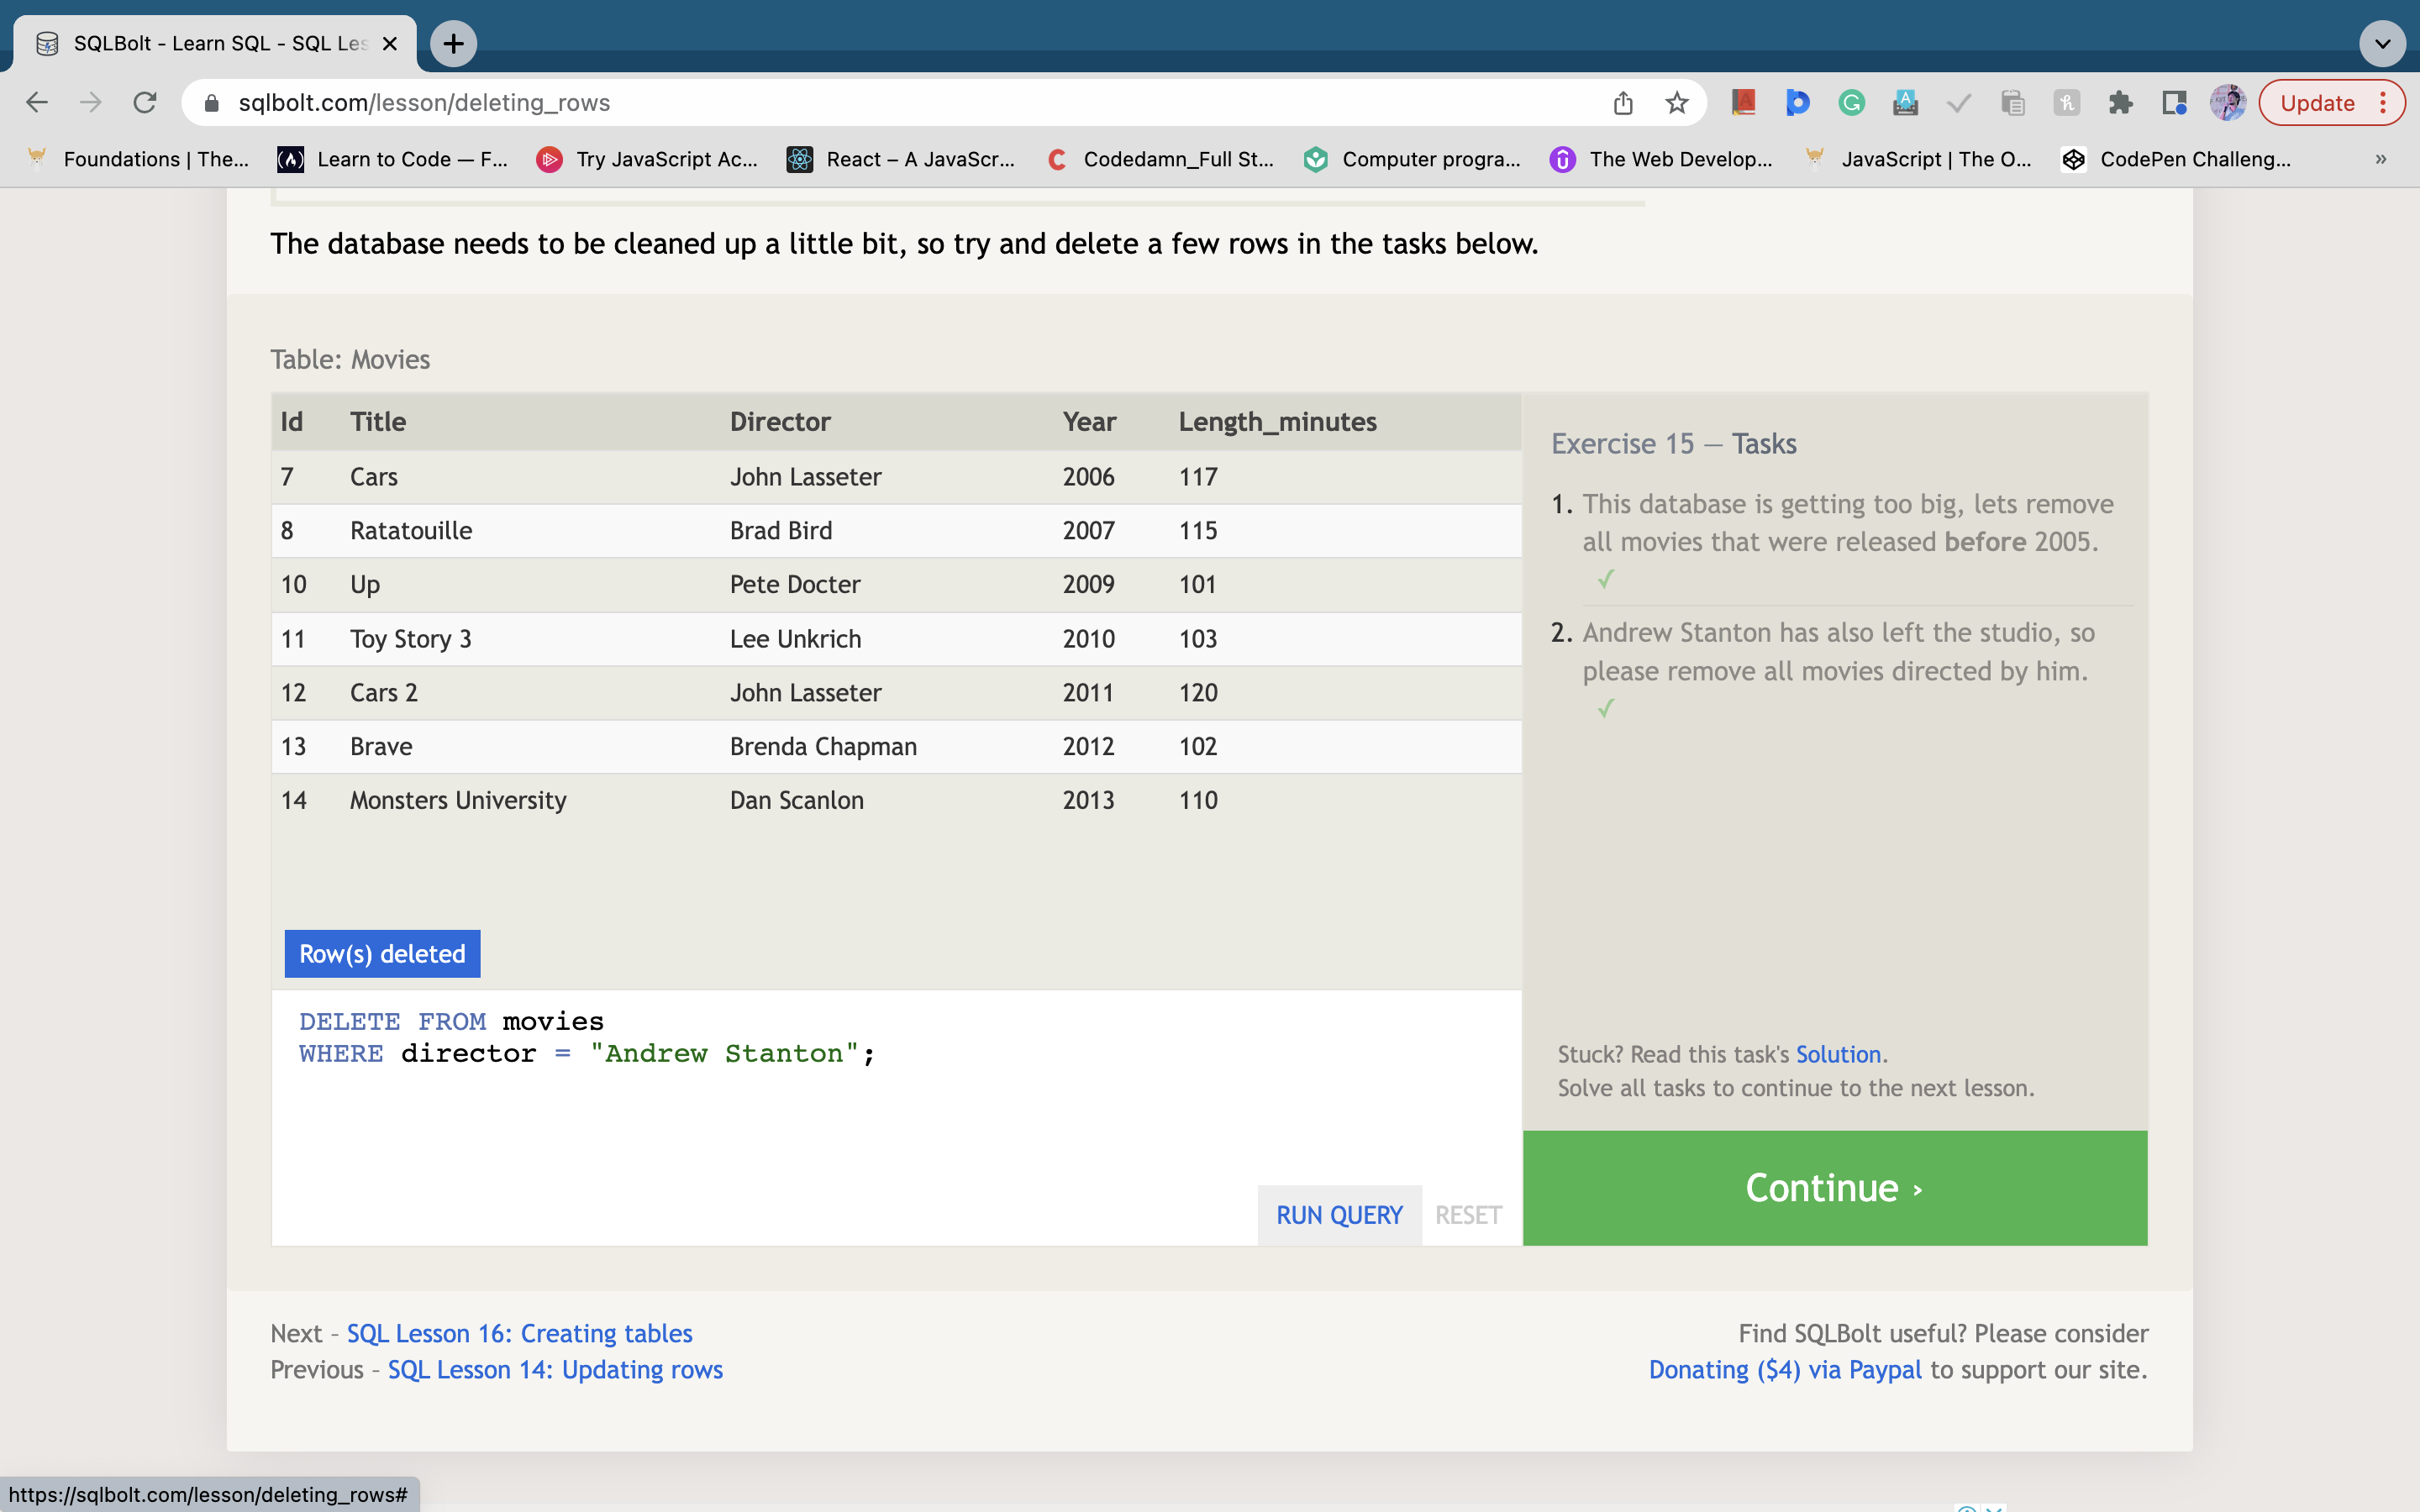 SQLBolt - Learn SQL - SQL Les
sqlbolt.com/lesson/deleting_rows
Update
Foundations | The... Learn to Code — F... Try JavaScript Ac... React – A JavaScr... Codedamn_Full St... Computer progra... The Web Develop... JavaScript | The O... CodePen Challeng... »
The database needs to be cleaned up a little bit, so try and delete a few rows in the tasks below.
Table: Movies
Id Title Director Year Length_minutes
7 Cars John Lasseter 2006 117
8 Ratatouille Brad Bird 2007 115
10 Up Pete Docter 2009 101
11 Toy Story 3 Lee Unkrich 2010 103
12 Cars 2 John Lasseter 2011 120
13 Brave Brenda Chapman 2012 102
14 Monsters University Dan Scanlon 2013 110
Row(s) deleted
DELETE FROM movies
WHERE director = "Andrew Stanton";
RUN QUERY RESET
Exercise 15 — Tasks
1. This database is getting too big, lets remove
all movies that were released before 2005.
✓
2. Andrew Stanton has also left the studio, so
please remove all movies directed by him.
✓
Stuck? Read this task's Solution.
Solve all tasks to continue to the next lesson.
Continue ›
Next – SQL Lesson 16: Creating tables
Previous – SQL Lesson 14: Updating rows
Find SQLBolt useful? Please consider
Donating ($4) via Paypal to support our site.
https://sqlbolt.com/lesson/deleting_rows#